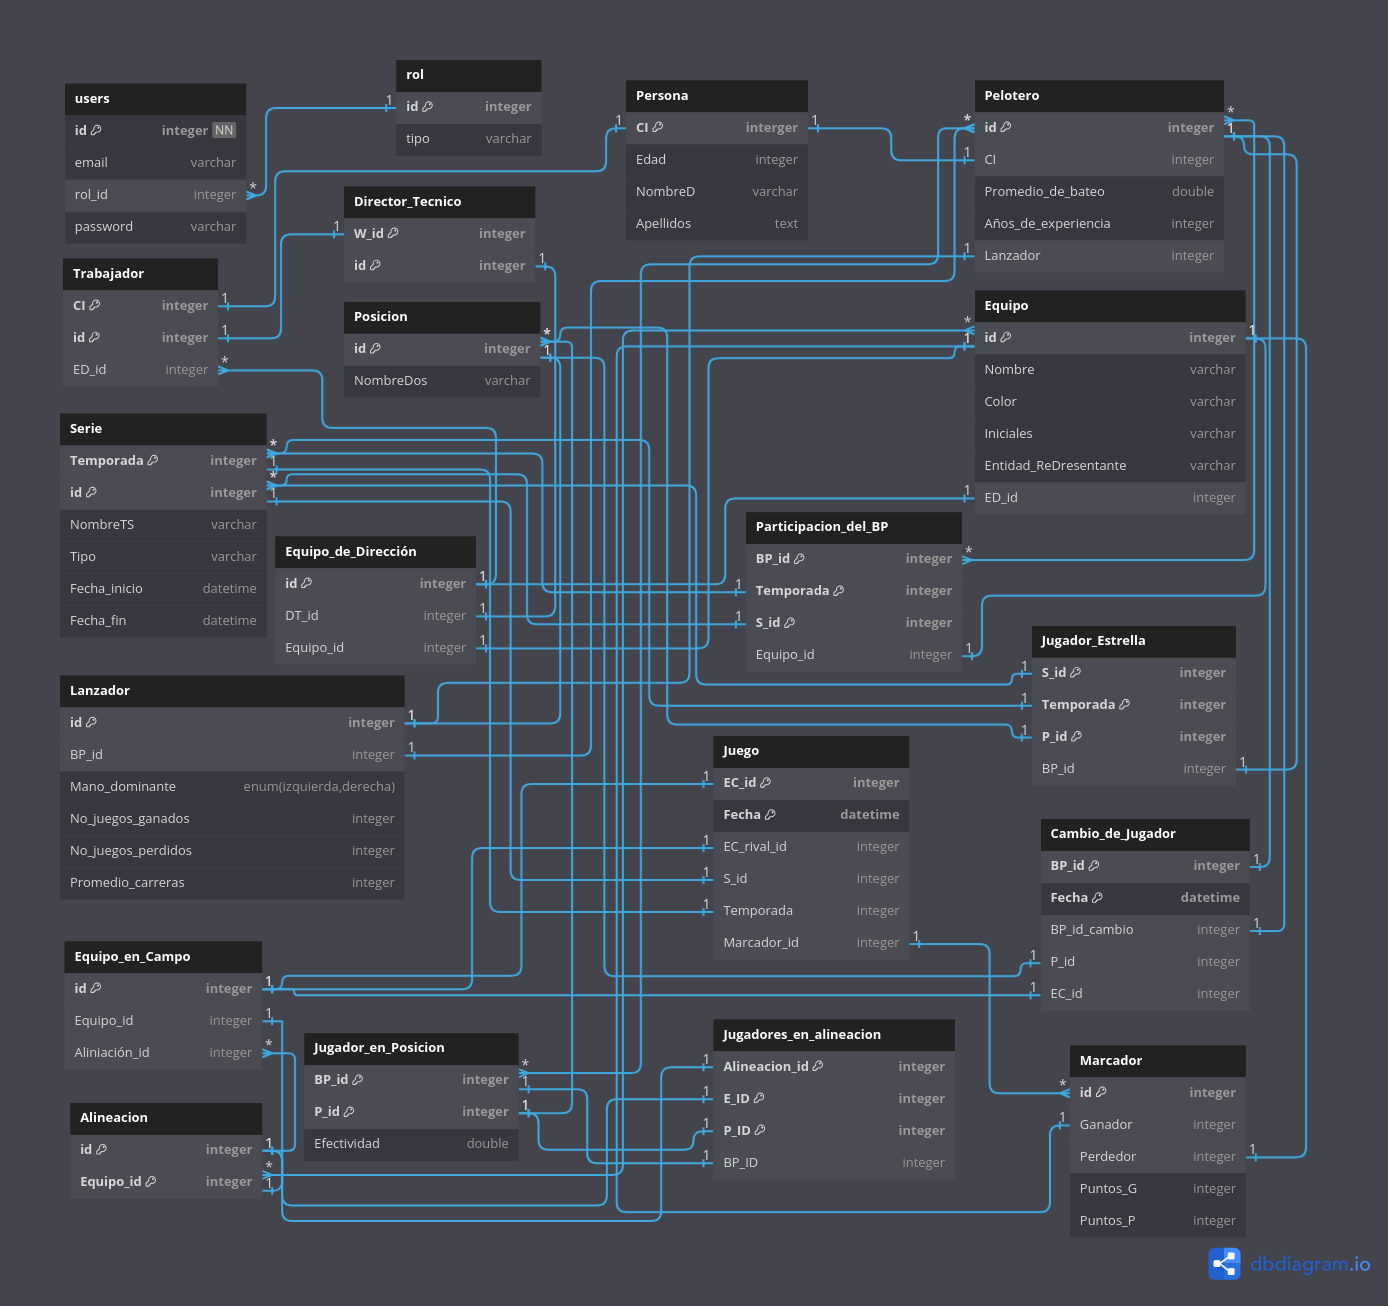 users
id integer NN
email varchar
rol_id integer
password varchar
rol
id integer
tipo varchar
Persona
CI interger
Edad integer
NombreD varchar
Apellidos text
Pelotero
id integer
CI integer
Promedio_de_bateo double
Años_de_experiencia integer
Lanzador integer
Director_Tecnico
W_id integer
id integer
Trabajador
CI integer
id integer
ED_id integer
Posicion
id integer
NombreDos varchar
Equipo
id integer
Nombre varchar
Color varchar
Iniciales varchar
Entidad_ReDresentante varchar
ED_id integer
Serie
Temporada integer
id integer
NombreTS varchar
Tipo varchar
Fecha_inicio datetime
Fecha_fin datetime
Equipo_de_Dirección
id integer
DT_id integer
Equipo_id integer
Participacion_del_BP
BP_id integer
Temporada integer
S_id integer
Equipo_id integer
Jugador_Estrella
S_id integer
Temporada integer
P_id integer
BP_id integer
Lanzador
id integer
BP_id integer
Mano_dominante enum(izquierda,derecha)
No_juegos_ganados integer
No_juegos_perdidos integer
Promedio_carreras integer
Juego
EC_id integer
Fecha datetime
EC_rival_id integer
S_id integer
Temporada integer
Marcador_id integer
Cambio_de_Jugador
BP_id integer
Fecha datetime
BP_id_cambio integer
P_id integer
EC_id integer
Equipo_en_Campo
id integer
Equipo_id integer
Aliniación_id integer
Jugador_en_Posicion
BP_id integer
P_id integer
Efectividad double
Jugadores_en_alineacion
Alineacion_id integer
E_ID integer
P_ID integer
BP_ID integer
Marcador
id integer
Ganador integer
Perdedor integer
Puntos_G integer
Puntos_P integer
Alineacion
id integer
Equipo_id integer
dbdiagram.io